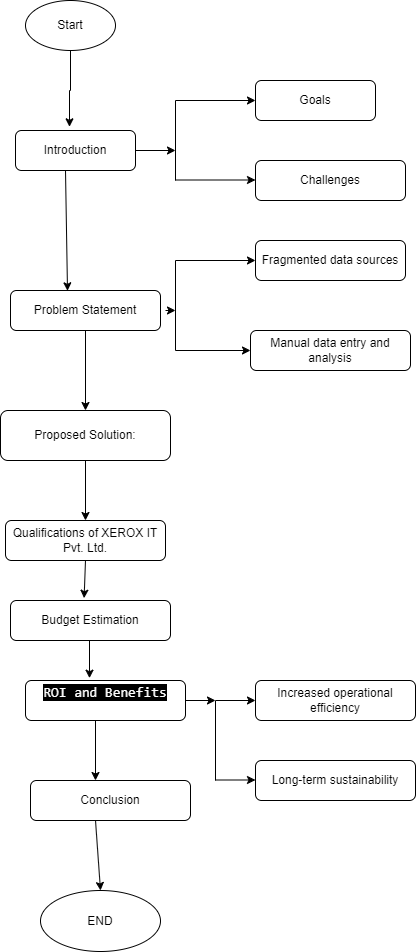 Start
Goals
Introduction
Challenges
Fragmented data sources
Problem Statement
Manual data entry and
analysis
Proposed Solution:
Qualifications of XEROX IT
Pvt. Ltd.
Budget Estimation
ROI and Benefits
Increased operational
efficiency
Long-term sustainability
Conclusion
END